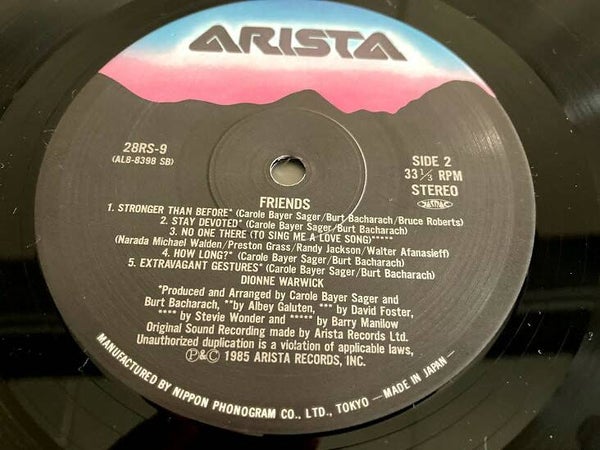 ARISTA
28RS-9
(ALB-8398 SB)
SIDE 2
33 1/3 RPM
STEREO
JASRAC
FRIENDS
1. STRONGER THAN BEFORE* (Carole Bayer Sager/Burt Bacharach/Bruce Roberts)
2. STAY DEVOTED* (Carole Bayer Sager/Burt Bacharach)
3. NO ONE THERE (TO SING ME A LOVE SONG)*****
(Narada Michael Walden/Preston Grass/Randy Jackson/Walter Afanasieff)
4. HOW LONG?* (Carole Bayer Sager/Burt Bacharach)
5. EXTRAVAGANT GESTURES* (Carole Bayer Sager/Burt Bacharach)
DIONNE WARWICK
*Produced and Arranged by Carole Bayer Sager and
Burt Bacharach, **by Albey Galuten, *** by David Foster,
**** by Stevie Wonder and ***** by Barry Manilow
Original Sound Recording made by Arista Records Ltd.
Unauthorized duplication is a violation of applicable laws,
Ⓟ&© 1985 ARISTA RECORDS, INC.
MANUFACTURED BY NIPPON PHONOGRAM CO., LTD., TOKYO —MADE IN JAPAN—